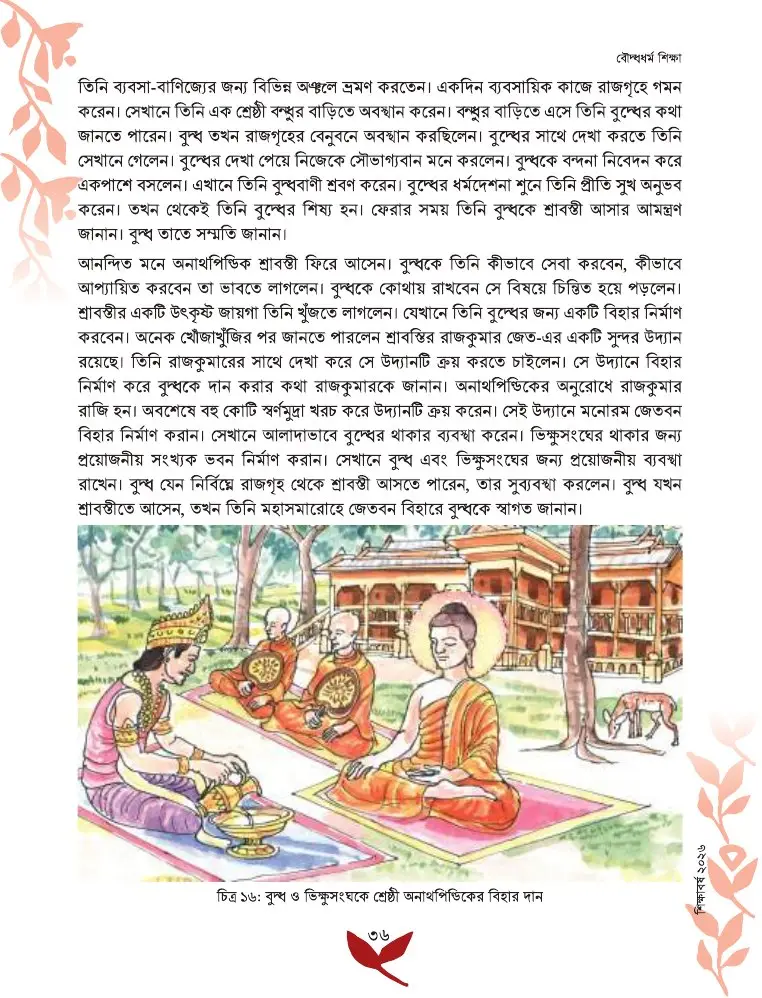 বৌদ্ধধর্ম শিক্ষা
তিনি ব্যবসা-বাণিজ্যের জন্য বিভিন্ন অঞ্চলে ভ্রমণ করতেন। একদিন ব্যবসায়িক কাজে রাজগৃহে গমন
করেন। সেখানে তিনি এক শ্রেষ্ঠী বন্ধুর বাড়িতে অবস্থান করেন। বন্ধুর বাড়িতে এসে তিনি বুদ্ধের কথা
জানতে পারেন। বুদ্ধ তখন রাজগৃহের বেনুবনে অবস্থান করছিলেন। বুদ্ধের সাথে দেখা করতে তিনি
সেখানে গেলেন। বুদ্ধের দেখা পেয়ে নিজেকে সৌভাগ্যবান মনে করলেন। বুদ্ধকে বন্দনা নিবেদন করে
একপাশে বসলেন। এখানে তিনি বুদ্ধবাণী শ্রবণ করেন। বুদ্ধের ধর্মদেশনা শুনে তিনি প্রীতি সুখ অনুভব
করেন। তখন থেকেই তিনি বুদ্ধের শিষ্য হন। ফেরার সময় তিনি বুদ্ধকে শ্রাবস্তী আসার আমন্ত্রণ
জানান। বুদ্ধ তাতে সম্মতি জানান।
আনন্দিত মনে অনাথপিন্ডিক শ্রাবস্তী ফিরে আসেন। বুদ্ধকে তিনি কীভাবে সেবা করবেন, কীভাবে
আপ্যায়িত করবেন তা ভাবতে লাগলেন। বুদ্ধকে কোথায় রাখবেন সে বিষয়ে চিন্তিত হয়ে পড়লেন।
শ্রাবস্তীর একটি উৎকৃষ্ট জায়গা তিনি খুঁজতে লাগলেন। যেখানে তিনি বুদ্ধের জন্য একটি বিহার নির্মাণ
করবেন। অনেক খোঁজাখুঁজির পর জানতে পারলেন শ্রাবস্তির রাজকুমার জেত-এর একটি সুন্দর উদ্যান
রয়েছে। তিনি রাজকুমারের সাথে দেখা করে সে উদ্যানটি ক্রয় করতে চাইলেন। সে উদ্যানে বিহার
নির্মাণ করে বুদ্ধকে দান করার কথা রাজকুমারকে জানান। অনাথপিন্ডিকের অনুরোধে রাজকুমার
রাজি হন। অবশেষে বহু কোটি স্বর্ণমুদ্রা খরচ করে উদ্যানটি ক্রয় করেন। সেই উদ্যানে মনোরম জেতবন
বিহার নির্মাণ করান। সেখানে আলাদাভাবে বুদ্ধের থাকার ব্যবস্থা করেন। ভিক্ষুসংঘের থাকার জন্য
প্রয়োজনীয় সংখ্যক ভবন নির্মাণ করান। সেখানে বুদ্ধ এবং ভিক্ষুসংঘের জন্য প্রয়োজনীয় ব্যবস্থা
রাখেন। বুদ্ধ যেন নির্বিঘ্নে রাজগৃহ থেকে শ্রাবস্তী আসতে পারেন, তার সুব্যবস্থা করলেন। বুদ্ধ যখন
শ্রাবস্তীতে আসেন, তখন তিনি মহাসমারোহে জেতবন বিহারে বুদ্ধকে স্বাগত জানান।
চিত্র ১৬: বুদ্ধ ও ভিক্ষুসংঘকে শ্রেষ্ঠী অনাথপিন্ডিকের বিহার দান
শিক্ষাবর্ষ ২০২৬
৩৬